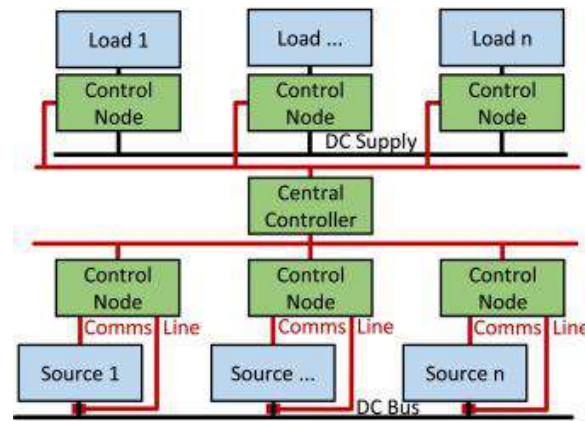 Load 1
Load ...
Load n
Control
Node
Control
Node
Control
Node
DC Supply
Central
Controller
Control
Node
Control
Node
Control
Node
Comms Line
Comms Line
Comms Line
Source 1
Source ...
Source n
DC Bus